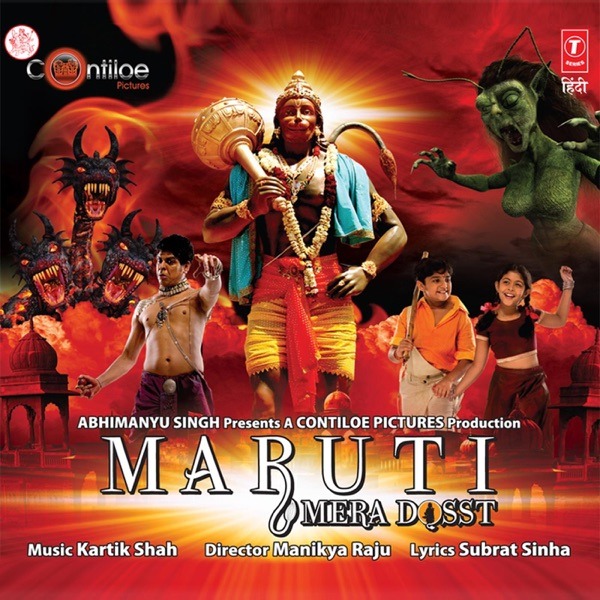 Contiloe
Pictures
T
SERIES
हिंदी
ABHIMANYU SINGH Presents A CONTILOE PICTURES Production
MARUTI
MERA DOSST
Music Kartik Shah Director Manikya Raju Lyrics Subrat Sinha